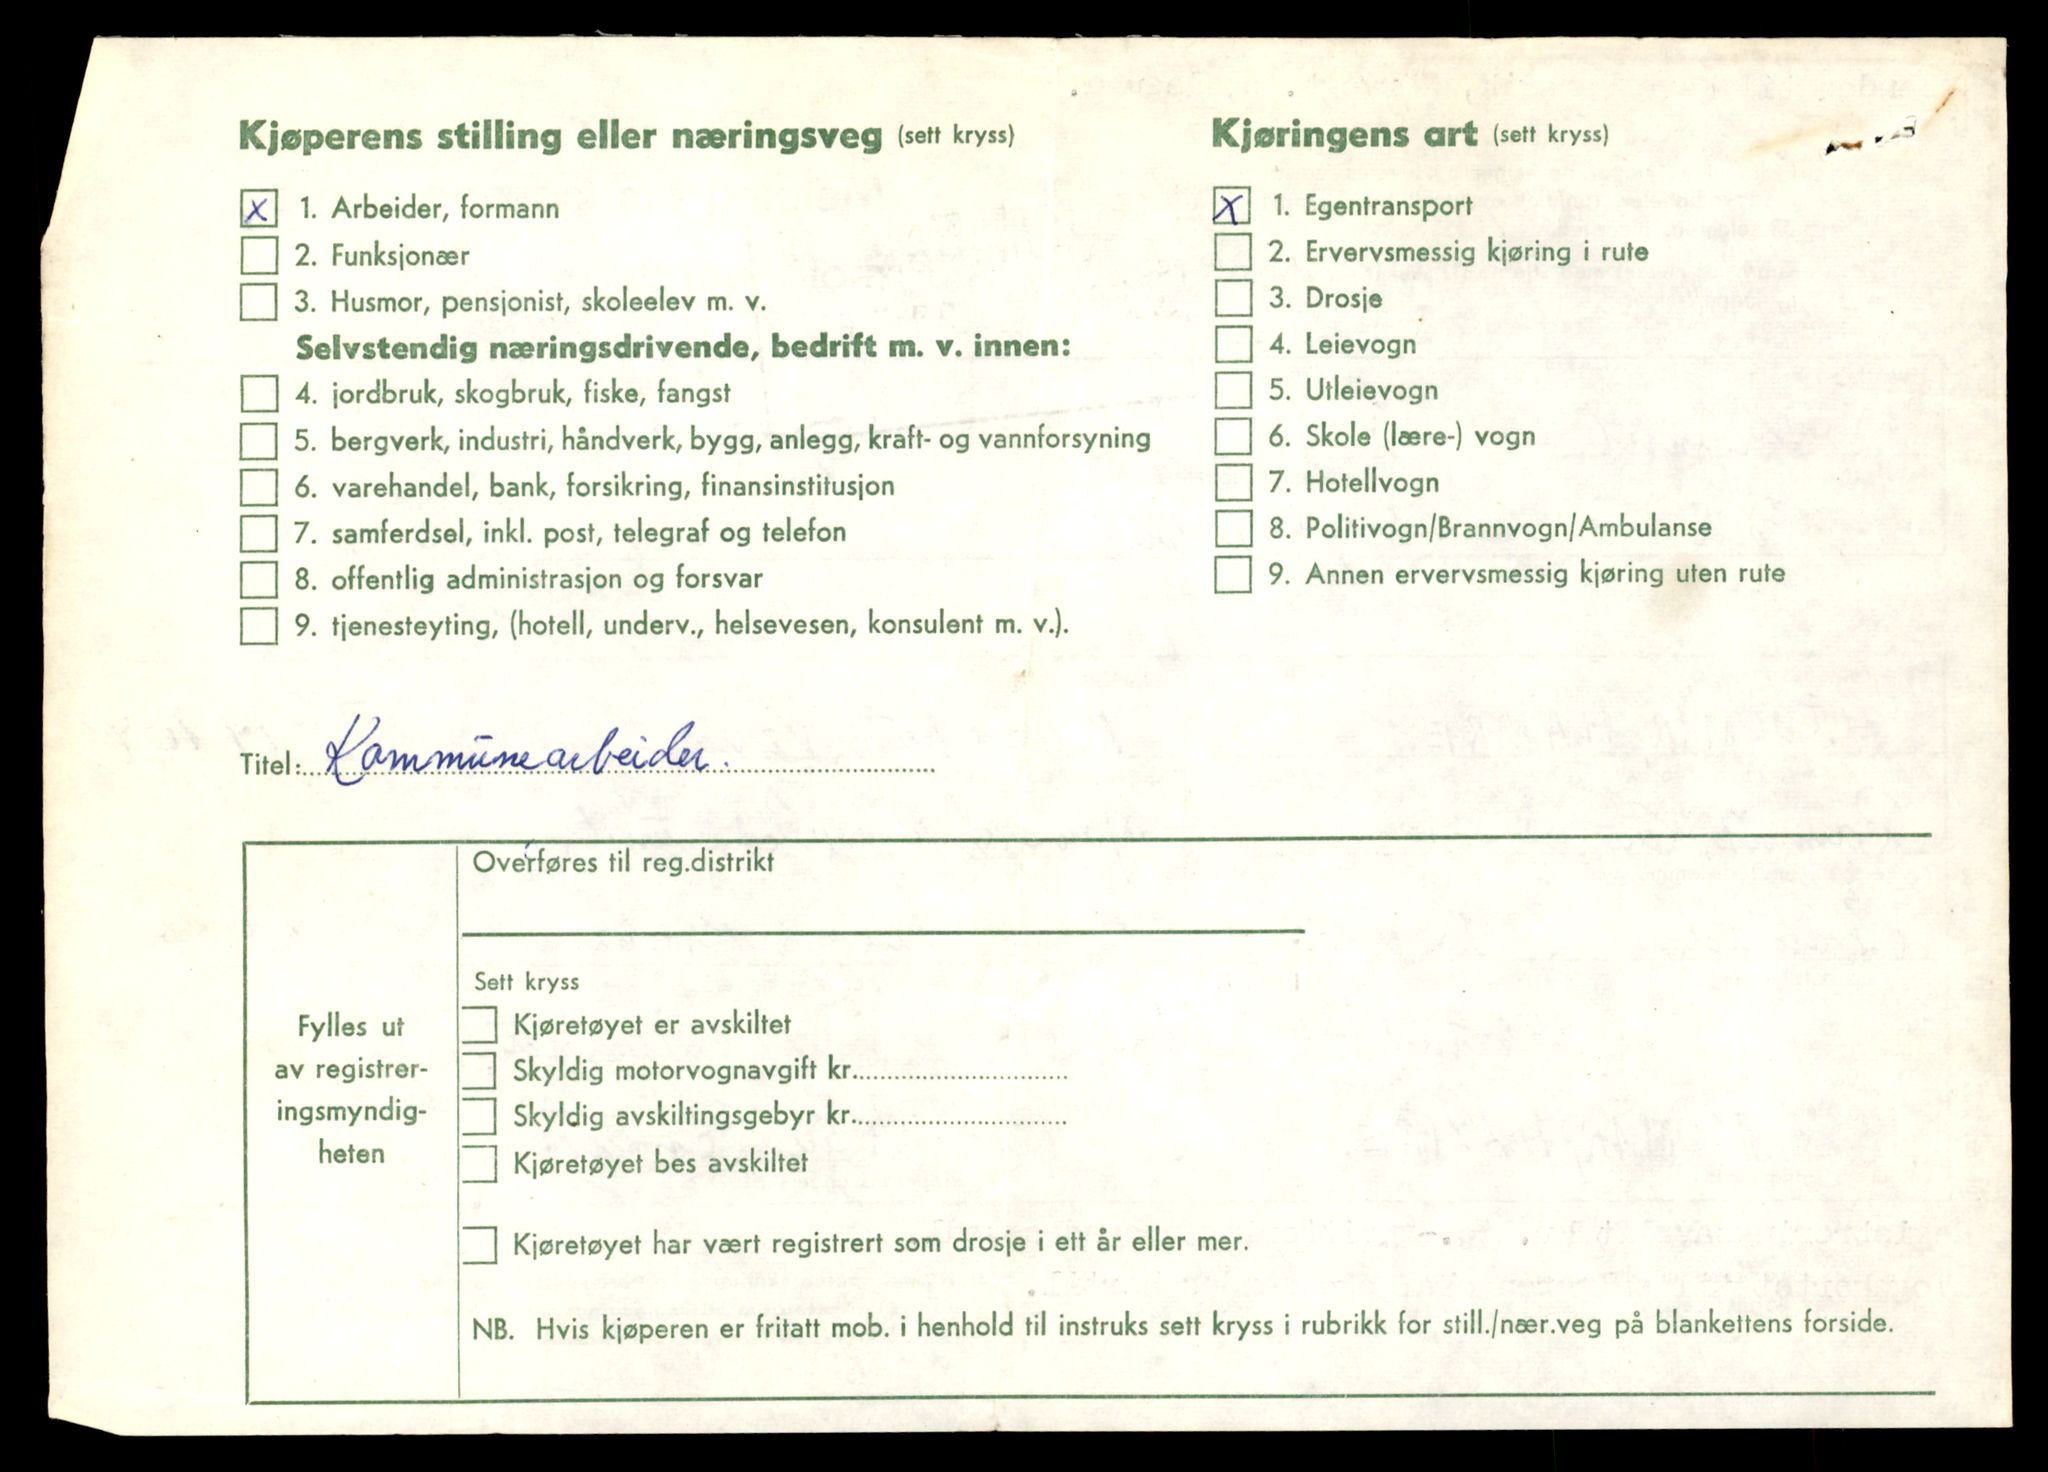 Kjøperens stilling eller næringsveg (sett kryss)
x 1. Arbeider, formann
2. Funksjonær
3. Husmor, pensjonist, skoleelev m. v.
Selvstendig næringsdrivende, bedrift m. v. innen:
4. jordbruk, skogbruk, fiske, fangst
5. bergverk, industri, håndverk, bygg, anlegg, kraft- og vannforsyning
6. varehandel, bank, forsikring, finansinstitusjon
7. samferdsel, inkl. post, telegraf og telefon
8. offentlig administrasjon og forsvar
9. tjenesteyting, (hotell, underv., helsevesen, konsulent m. v.).
Kjøringens art (sett kryss)
x 1. Egentransport
2. Ervervsmessig kjøring i rute
3. Drosje
4. Leievogn
5. Utleievogn
6. Skole (lære-) vogn
7. Hotellvogn
8. Politivogn/Brannvogn/Ambulanse
9. Annen ervervsmessig kjøring uten rute
Titel: Kommunearbeider.
Fylles ut
av registrer-
ingsmyndig-
heten
Overføres til reg.distrikt
Sett kryss
Kjøretøyet er avskiltet
Skyldig motorvognavgift kr.
Skyldig avskiltingsgebyr kr.
Kjøretøyet bes avskiltet
Kjøretøyet har vært registrert som drosje i ett år eller mer.
NB. Hvis kjøperen er fritatt mob. i henhold til instruks sett kryss i rubrikk for still./nær.veg på blankettens forside.